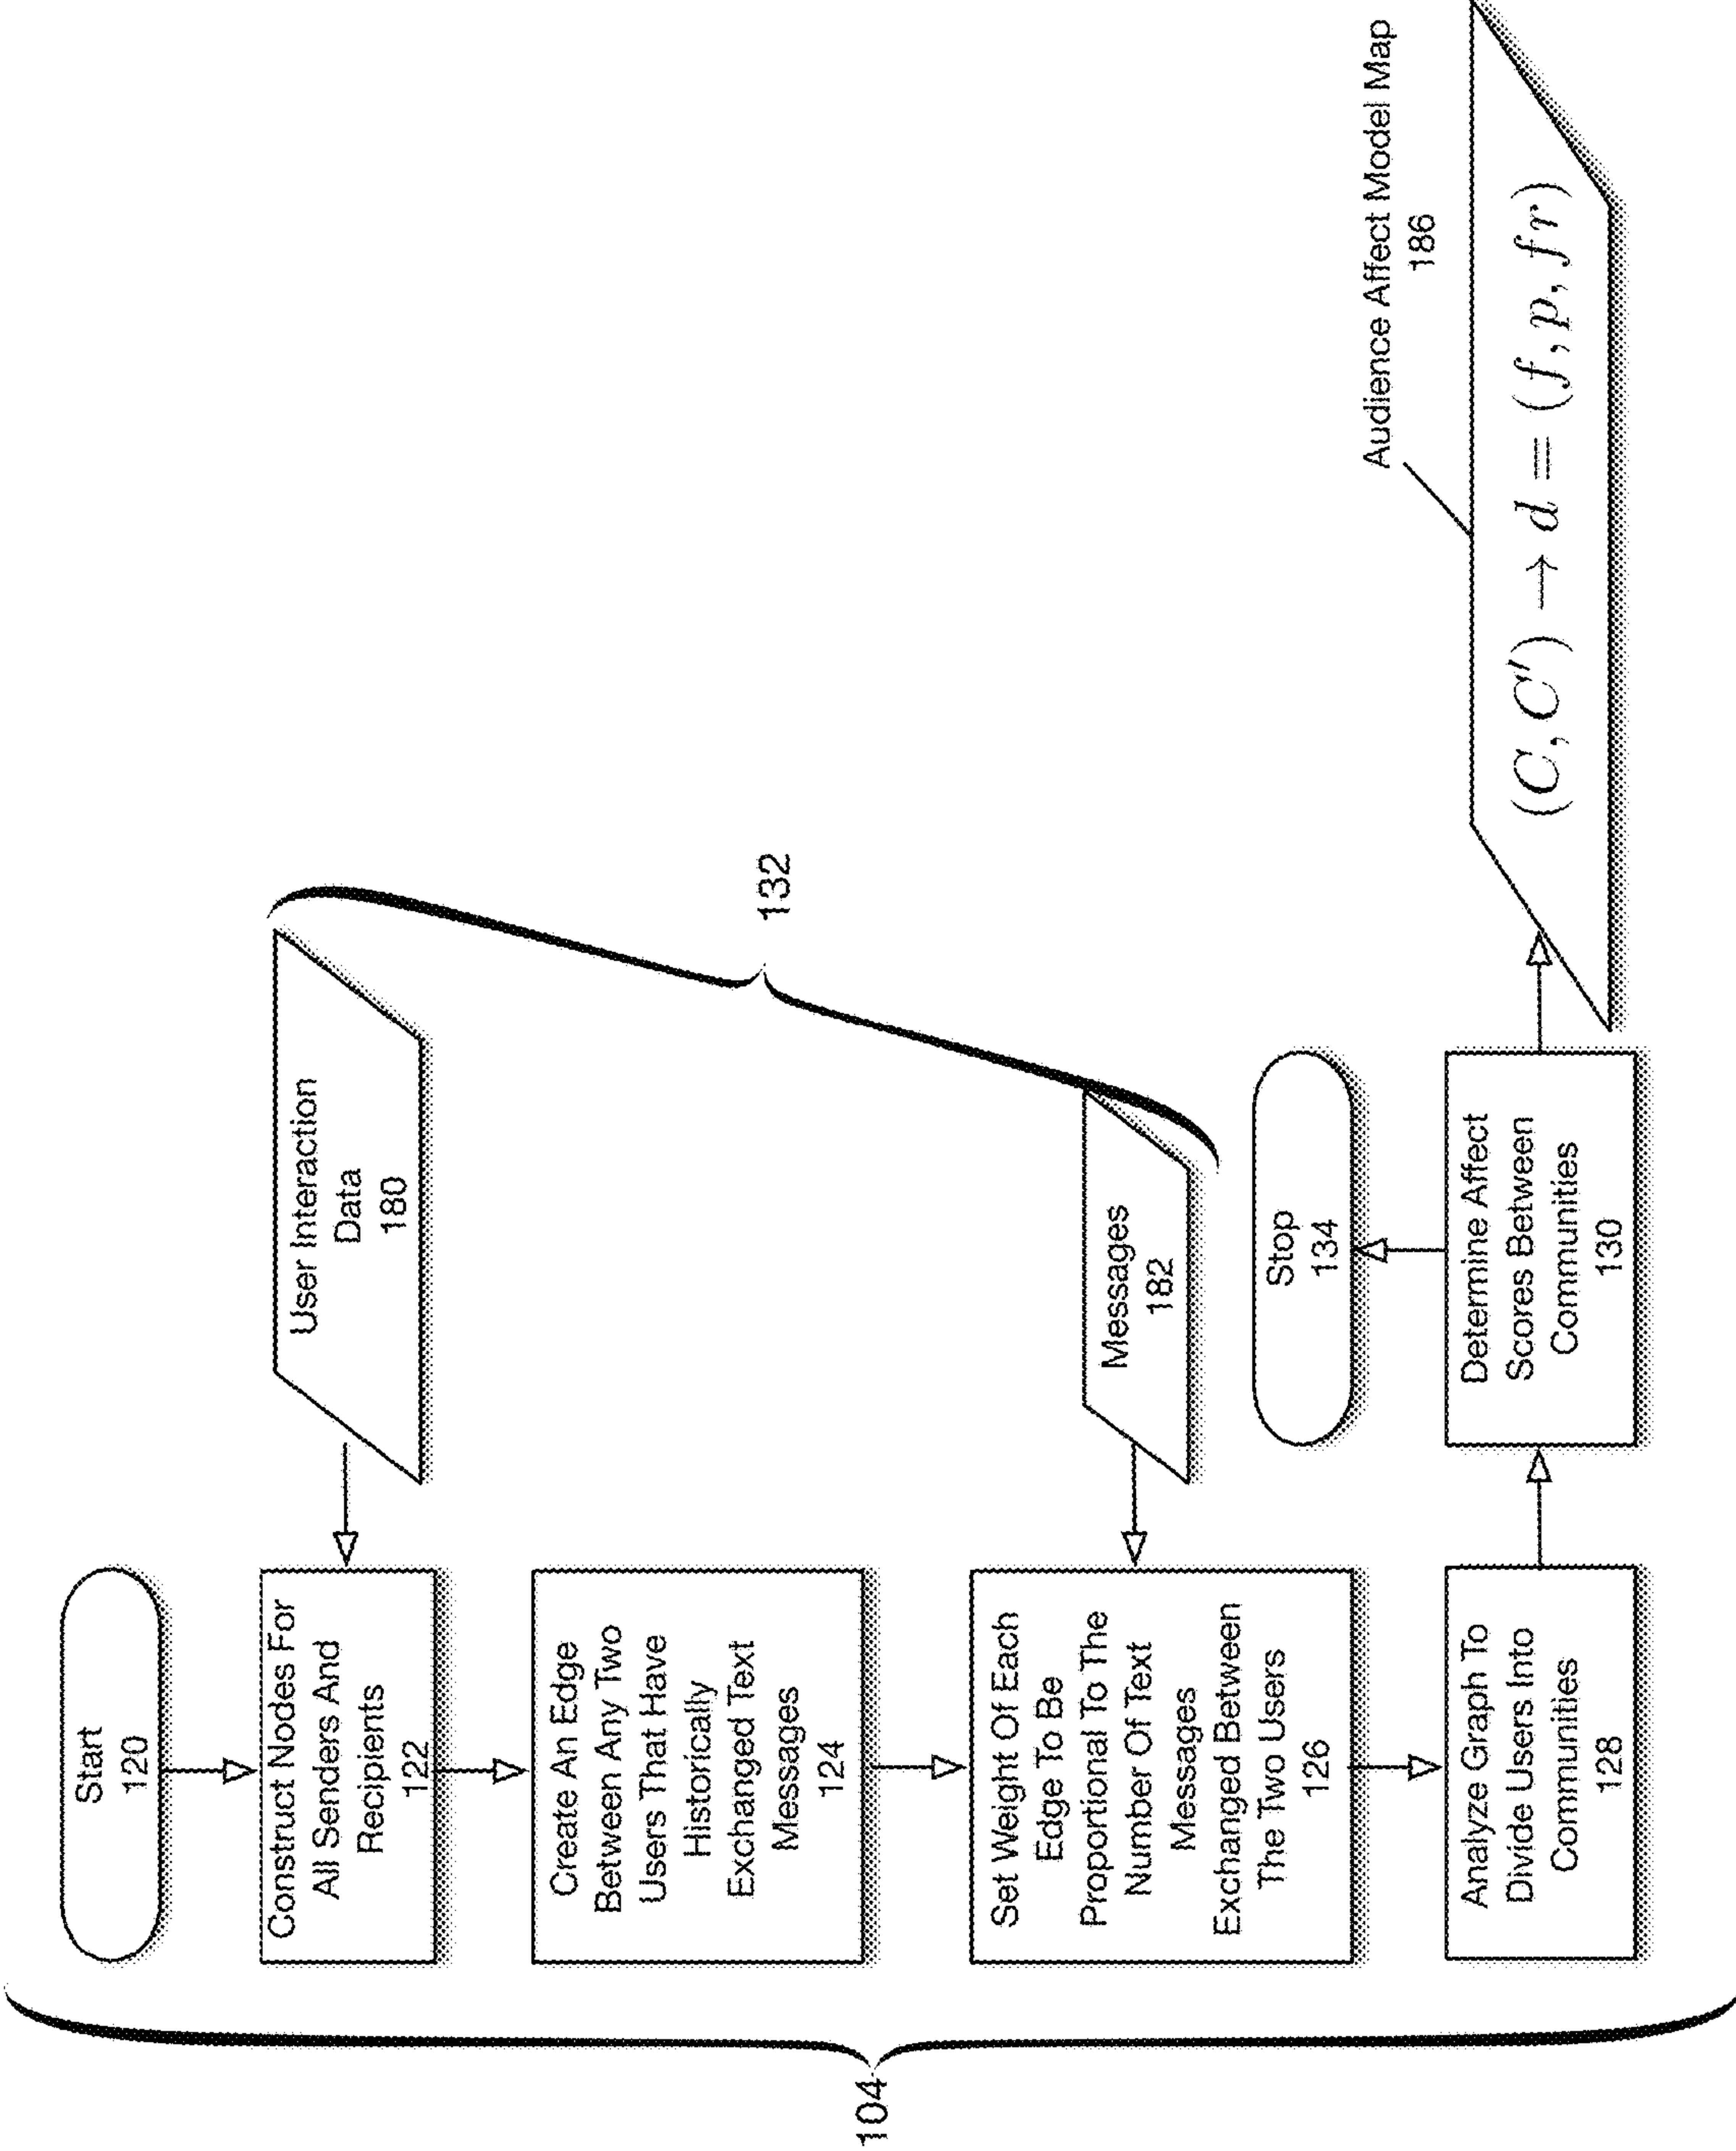 Start
120
Construct Nodes For
All Senders And
Recipients
122
User Interaction
Data
180
Create An Edge
Between Any Two
Users That Have
Historically
Exchanged Text
Messages
124
132
Set Weight Of Each
Edge To Be
Proportional To The
Number Of Text
Messages
Exchanged Between
The Two Users
126
Messages
182
Stop
134
Analyze Graph To
Divide Users Into
Communities
128
Determine Affect
Scores Between
Communities
130
Audience Affect Model Map
186
(C, C′) → d = (f, p, fr)
104